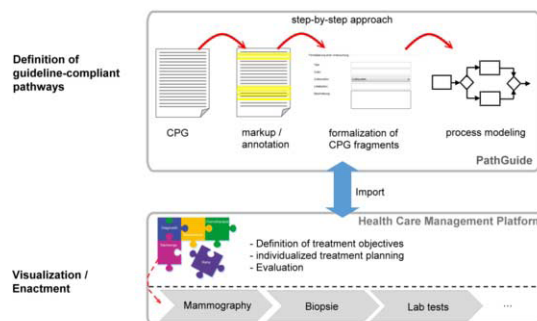 step-by-step approach
Definition of
guideline-compliant
pathways
CPG
markup /
annotation
formalization of
CPG fragments
process modeling
PathGuide
Import
Health Care Management Platform
- Definition of treatment objectives
- individualized treatment planning
- Evaluation
Visualization /
Enactment
Mammography
Biopsie
Lab tests
...